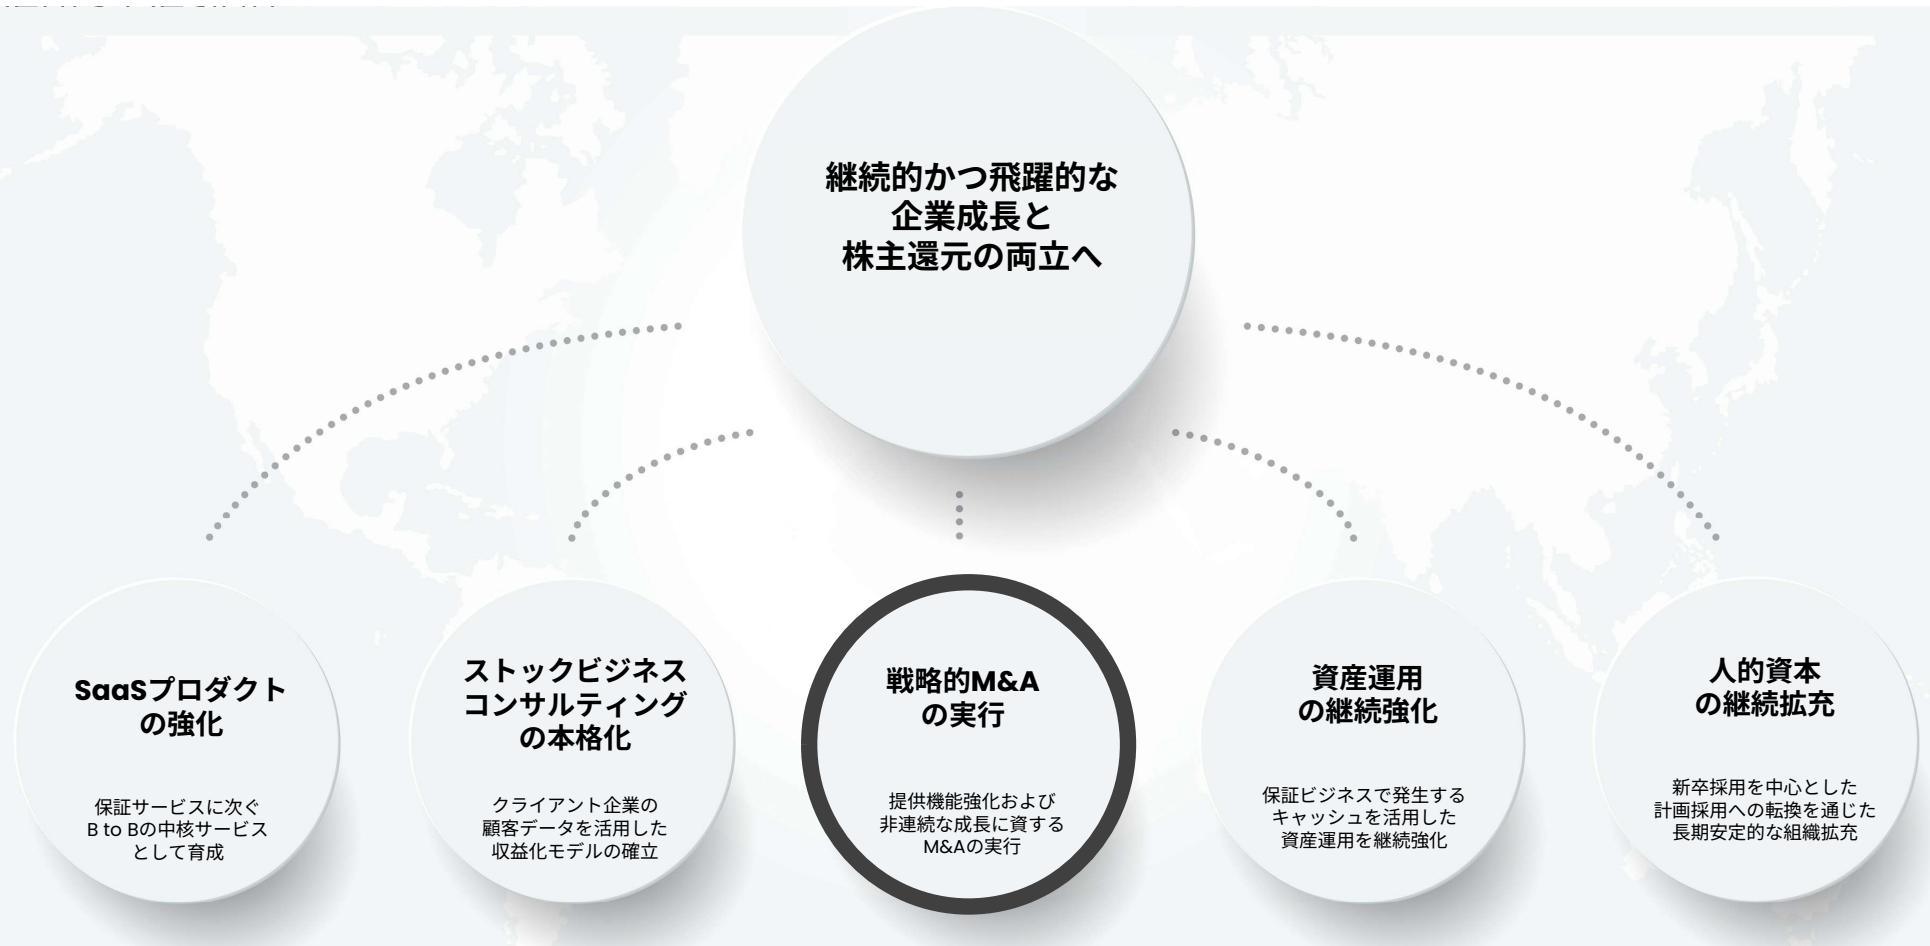 継続的かつ飛躍的な
企業成長と
株主還元の両立へ
SaaSプロダクト
の強化
保証サービスに次ぐ
B to Bの中核サービス
として育成
ストックビジネス
コンサルティング
の本格化
クライアント企業の
顧客データを活用した
収益化モデルの確立
戦略的M&A
の実行
提供機能強化および
非連続な成長に資する
M&Aの実行
資産運用
の継続強化
保証ビジネスで発生する
キャッシュを活用した
資産運用を継続強化
人的資本
の継続拡充
新卒採用を中心とした
計画採用への転換を通じた
長期安定的な組織拡充